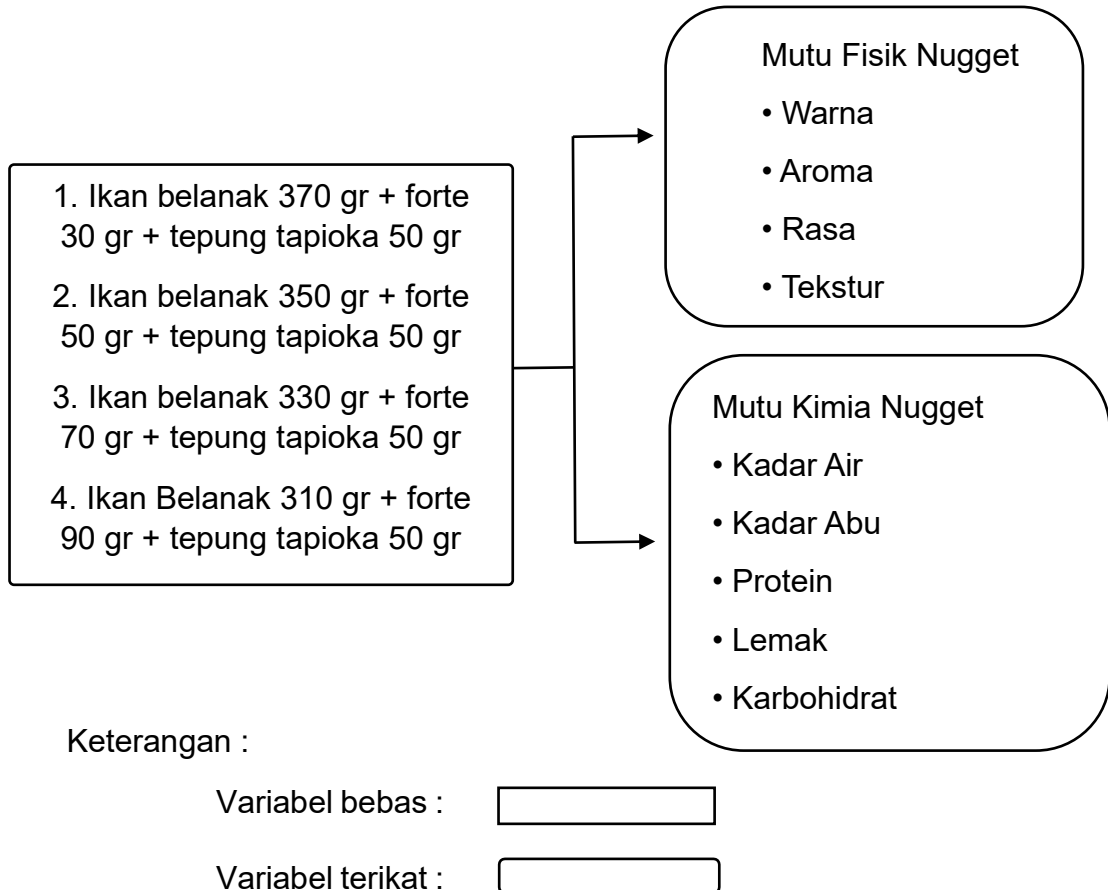 1. Ikan belanak 370 gr + forte
30 gr + tepung tapioka 50 gr
2. Ikan belanak 350 gr + forte
50 gr + tepung tapioka 50 gr
3. Ikan belanak 330 gr + forte
70 gr + tepung tapioka 50 gr
4. Ikan Belanak 310 gr + forte
90 gr + tepung tapioka 50 gr
Mutu Fisik Nugget
• Warna
• Aroma
• Rasa
• Tekstur
Mutu Kimia Nugget
• Kadar Air
• Kadar Abu
• Protein
• Lemak
• Karbohidrat
Keterangan :
Variabel bebas :
Variabel terikat :